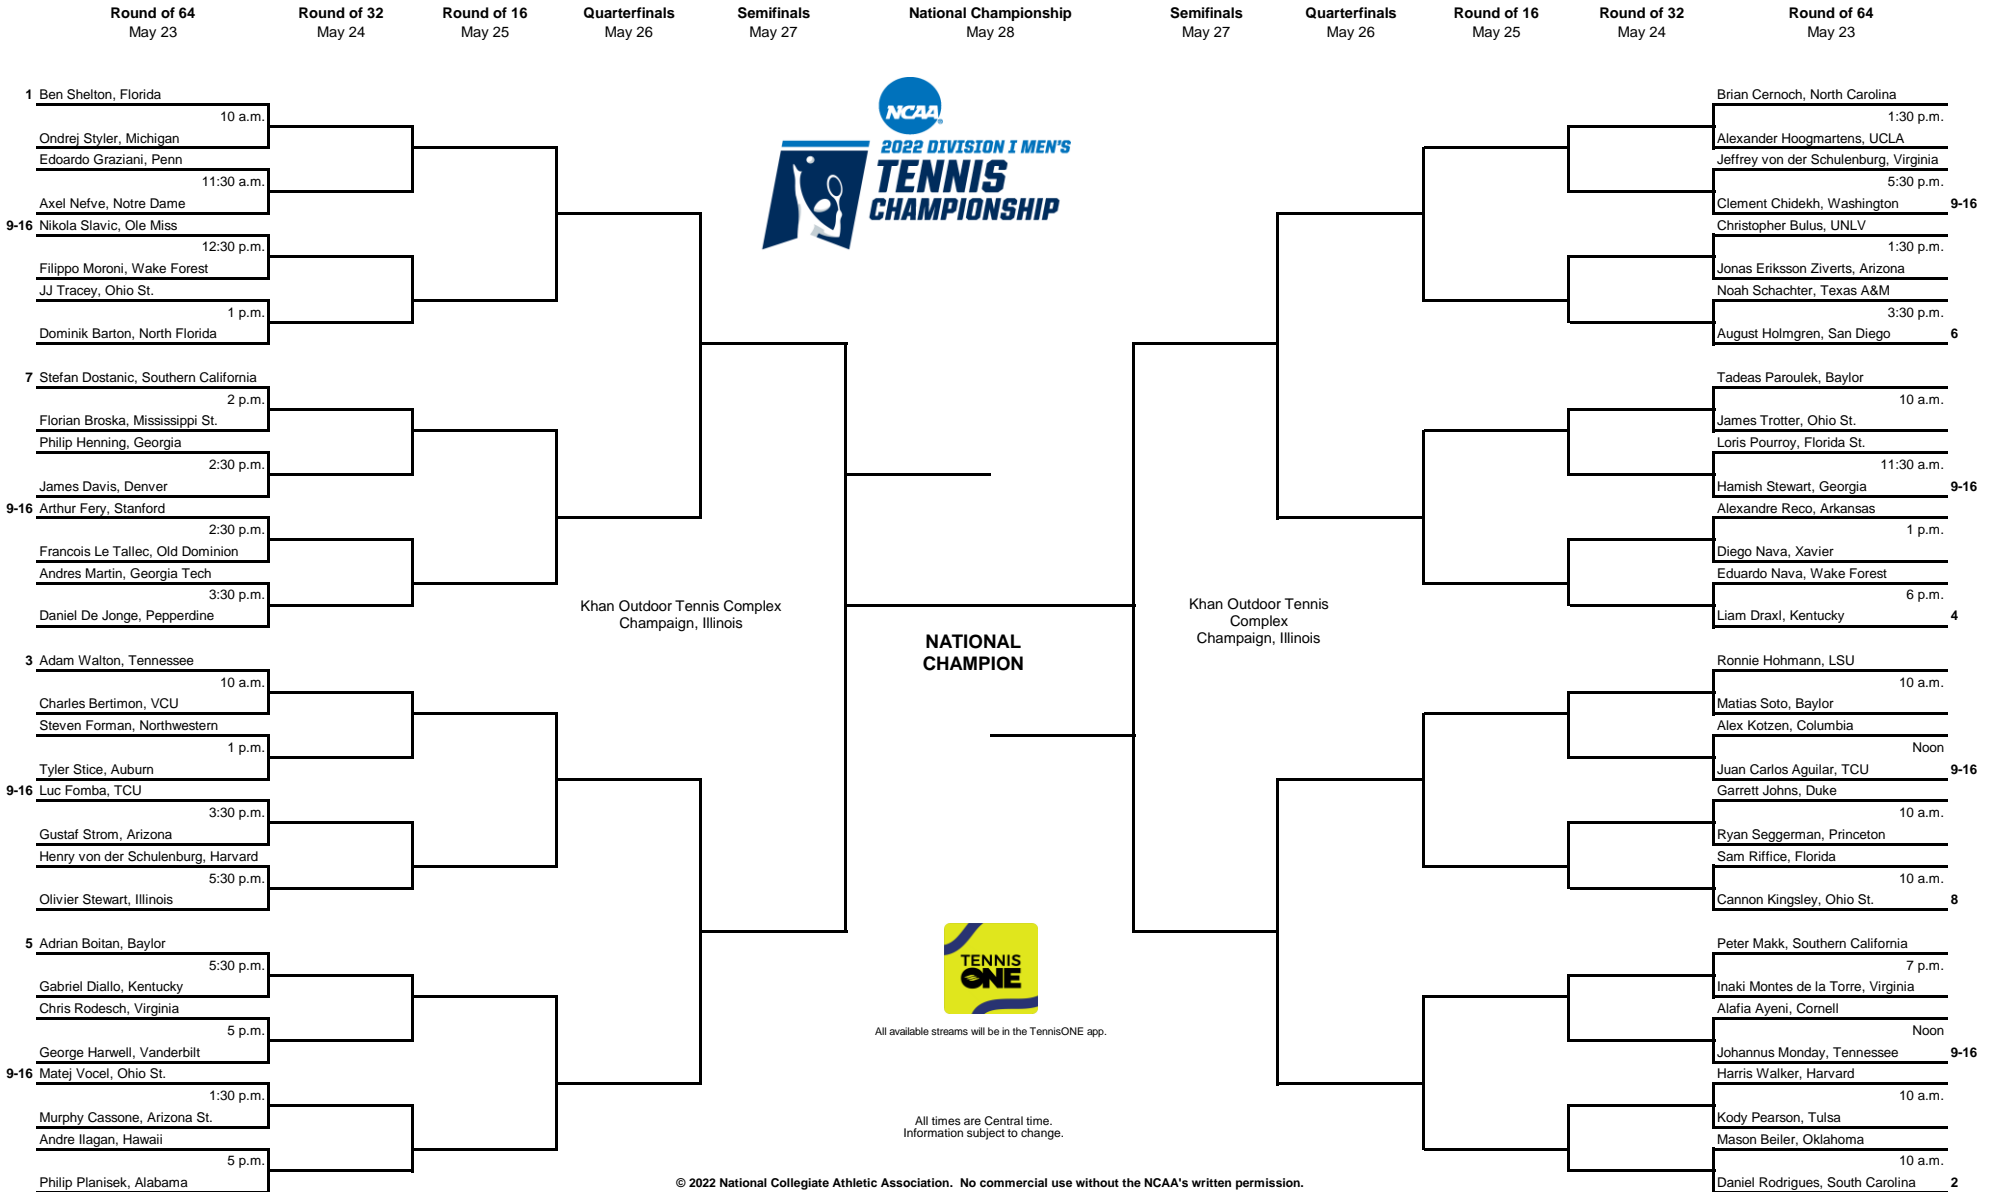 Round of 64 Round of 32 Round of 16 Quarterfinals Semifinals National Championship Semifinals Quarterfinals Round of 16 Round of 32 Round of 64
May 23 May 24 May 25 May 26 May 27 May 28 May 27 May 26 May 25 May 24 May 23
1 Ben Shelton, Florida
10 a.m.
Ondrej Styler, Michigan
Edoardo Graziani, Penn
11:30 a.m.
Axel Nefve, Notre Dame
9-16 Nikola Slavic, Ole Miss
12:30 p.m.
Filippo Moroni, Wake Forest
JJ Tracey, Ohio St.
1 p.m.
Dominik Barton, North Florida
7 Stefan Dostanic, Southern California
2 p.m.
Florian Broska, Mississippi St.
Philip Henning, Georgia
2:30 p.m.
James Davis, Denver
9-16 Arthur Fery, Stanford
2:30 p.m.
Francois Le Tallec, Old Dominion
Andres Martin, Georgia Tech
3:30 p.m.
Daniel De Jonge, Pepperdine
3 Adam Walton, Tennessee
10 a.m.
Charles Bertimon, VCU
Steven Forman, Northwestern
1 p.m.
Tyler Stice, Auburn
9-16 Luc Fomba, TCU
3:30 p.m.
Gustaf Strom, Arizona
Henry von der Schulenburg, Harvard
5:30 p.m.
Olivier Stewart, Illinois
5 Adrian Boitan, Baylor
5:30 p.m.
Gabriel Diallo, Kentucky
Chris Rodesch, Virginia
5 p.m.
George Harwell, Vanderbilt
9-16 Matej Vocel, Ohio St.
1:30 p.m.
Murphy Cassone, Arizona St.
Andre Ilagan, Hawaii
5 p.m.
Philip Planisek, Alabama
NCAA
2022 DIVISION I MEN'S
TENNIS
CHAMPIONSHIP
Khan Outdoor Tennis Complex
Champaign, Illinois
NATIONAL
CHAMPION
Khan Outdoor Tennis
Complex
Champaign, Illinois
TENNIS
ONE
All available streams will be in the TennisONE app.
All times are Central time.
Information subject to change.
© 2022 National Collegiate Athletic Association. No commercial use without the NCAA's written permission.
Brian Cernoch, North Carolina
1:30 p.m.
Alexander Hoogmartens, UCLA
Jeffrey von der Schulenburg, Virginia
5:30 p.m.
Clement Chidekh, Washington 9-16
Christopher Bulus, UNLV
1:30 p.m.
Jonas Eriksson Ziverts, Arizona
Noah Schachter, Texas A&M
3:30 p.m.
August Holmgren, San Diego 6
Tadeas Paroulek, Baylor
10 a.m.
James Trotter, Ohio St.
Loris Pourroy, Florida St.
11:30 a.m.
Hamish Stewart, Georgia 9-16
Alexandre Reco, Arkansas
1 p.m.
Diego Nava, Xavier
Eduardo Nava, Wake Forest
6 p.m.
Liam Draxl, Kentucky 4
Ronnie Hohmann, LSU
10 a.m.
Matias Soto, Baylor
Alex Kotzen, Columbia
Noon
Juan Carlos Aguilar, TCU 9-16
Garrett Johns, Duke
10 a.m.
Ryan Seggerman, Princeton
Sam Riffice, Florida
10 a.m.
Cannon Kingsley, Ohio St. 8
Peter Makk, Southern California
7 p.m.
Inaki Montes de la Torre, Virginia
Alafia Ayeni, Cornell
Noon
Johannus Monday, Tennessee 9-16
Harris Walker, Harvard
10 a.m.
Kody Pearson, Tulsa
Mason Beiler, Oklahoma
10 a.m.
Daniel Rodrigues, South Carolina 2